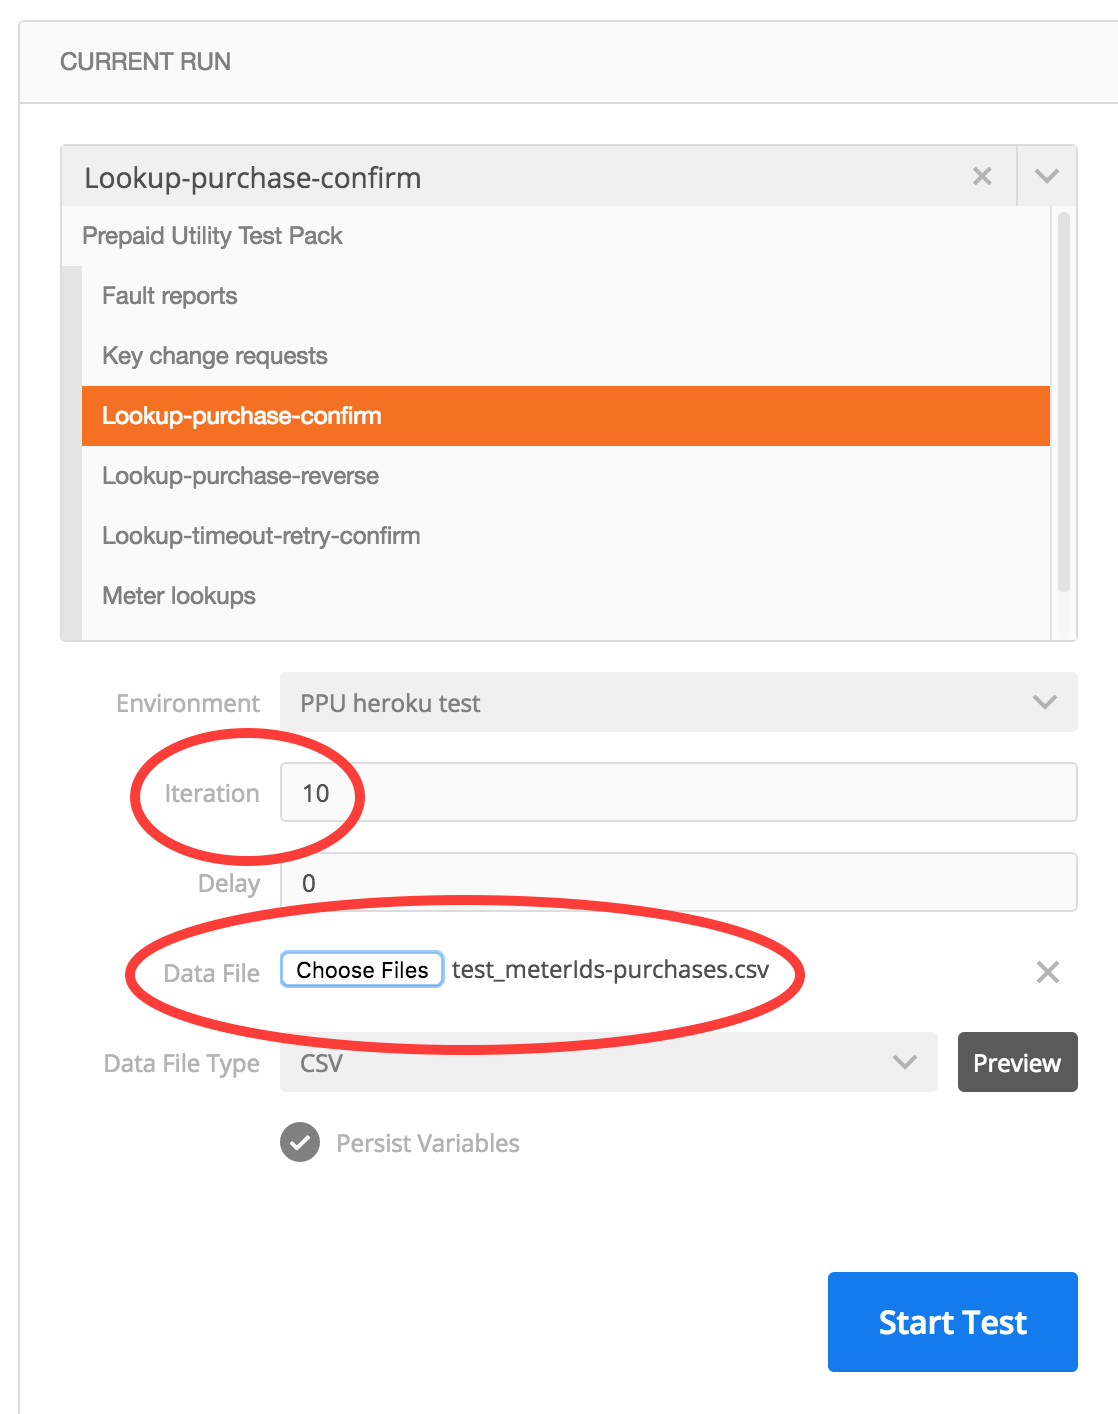 CURRENT RUN
Lookup-purchase-confirm
Prepaid Utility Test Pack
Fault reports
Key change requests
Lookup-purchase-confirm
Lookup-purchase-reverse
Lookup-timeout-retry-confirm
Meter lookups
Environment PPU heroku test
Iteration 10
Delay 0
Data File Choose Files test_meterIds-purchases.csv
Data File Type CSV Preview
Persist Variables
Start Test